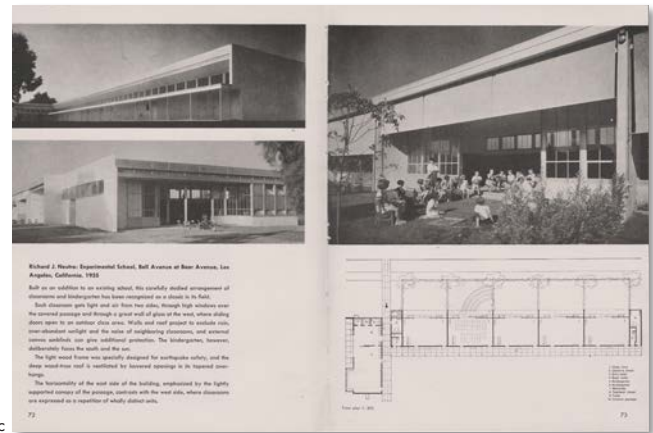 Richard J. Neutra: Experimental School, Bell Avenue at Beer Avenue, Los
Angeles, California. 1935
Built as an addition to an existing school, this carefully studied arrangement of
classrooms and kindergarten has been recognized as a classic in its field.
Each classroom gets light and air from two sides, through high windows over
the covered passage and through a great wall of glass at the west, where sliding
doors open to an outdoor class area. Walls and roof project to exclude rain,
over-abundant sunlight and the noise of neighboring classrooms, and external
canvas sunblinds can give additional protection. The kindergarten, however,
deliberately faces the south and the sun.
The light wood frame was specially designed for earthquake safety, and the
deep wood-truss roof is ventilated by louvered openings in its tapered over-
hangs.
The horizontality of the east side of the building, emphasized by the lightly
supported canopy of the passage, contrasts with the west side, where classrooms
are expressed as a repetition of wholly distinct units.
72
73
c